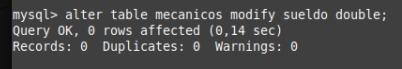 mysql> alter table mecanicos modify sueldo double;
Query OK, 0 rows affected (0,14 sec)
Records: 0  Duplicates: 0  Warnings: 0